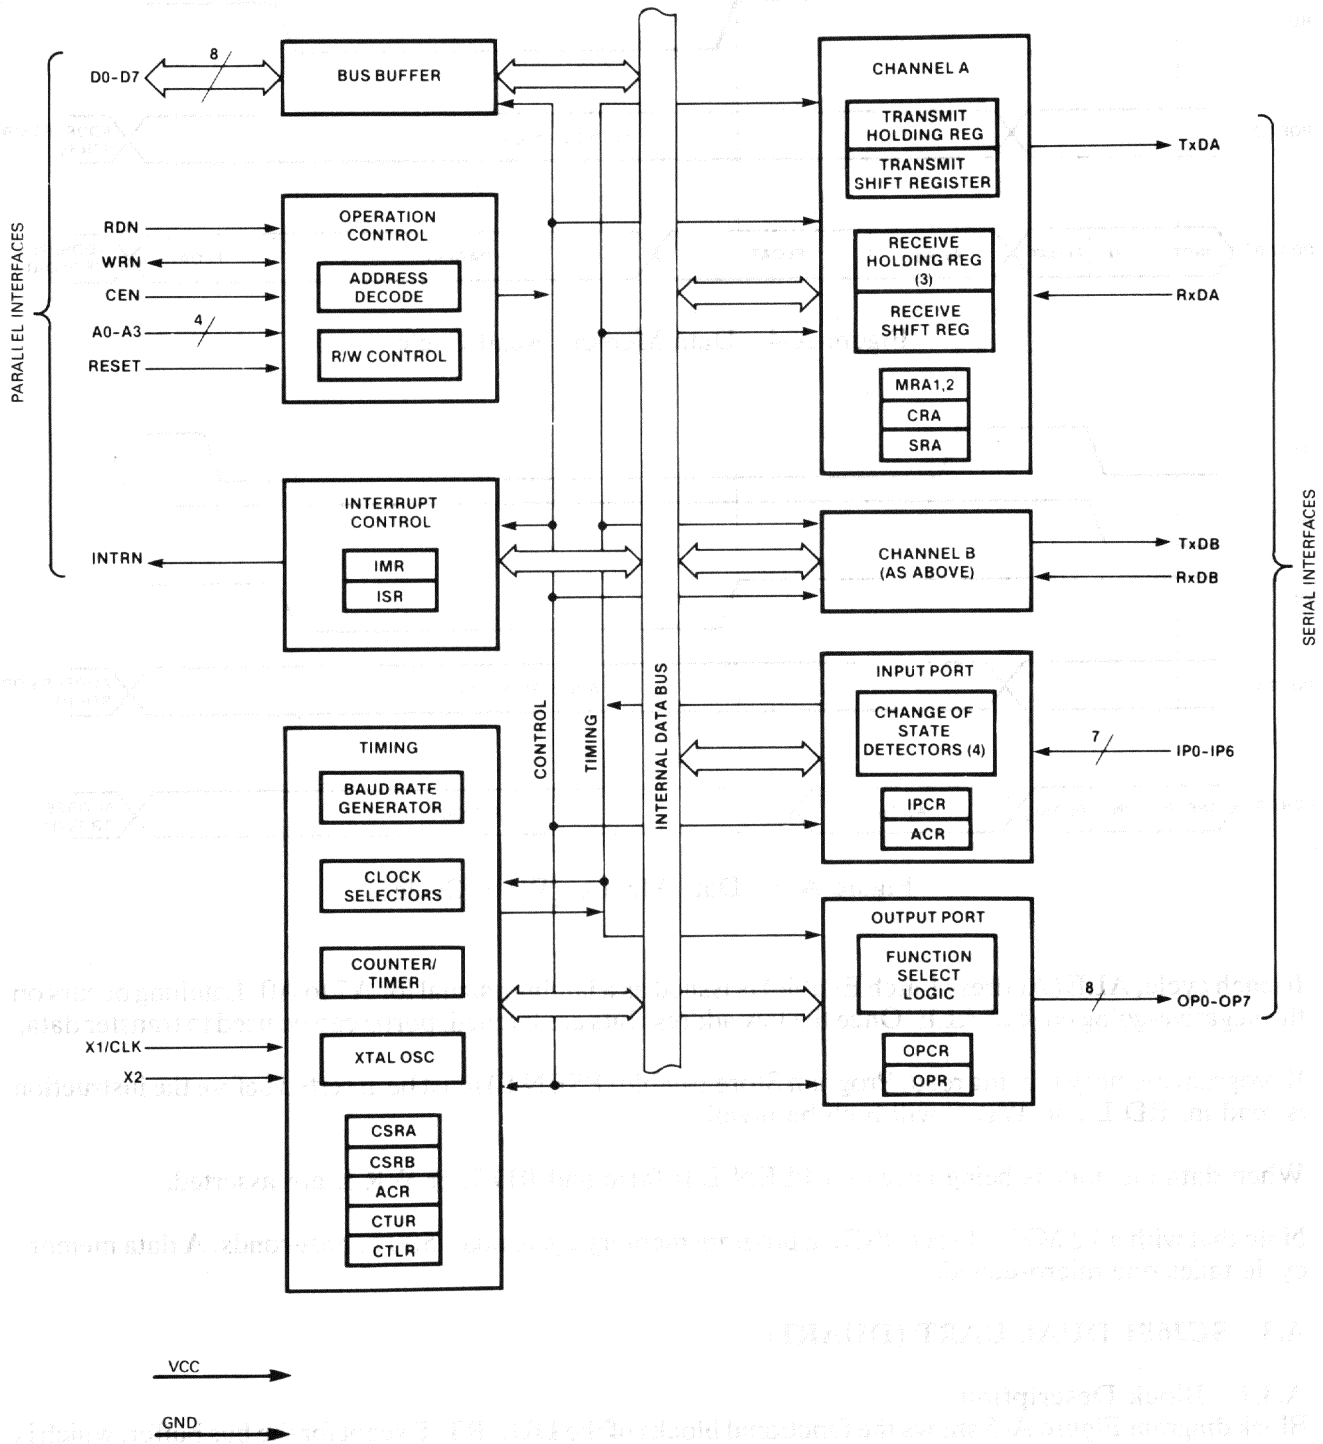 PARALLEL INTERFACES
D0-D7
8
BUS BUFFER
RDN
WRN
CEN
A0-A3
4
RESET
OPERATION
CONTROL
ADDRESS
DECODE
R/W CONTROL
INTRN
INTERRUPT
CONTROL
IMR
ISR
TIMING
BAUD RATE
GENERATOR
CLOCK
SELECTORS
COUNTER/
TIMER
X1/CLK
X2
XTAL OSC
CSRA
CSRB
ACR
CTUR
CTLR
VCC
GND
CONTROL
TIMING
INTERNAL DATA BUS
CHANNEL A
TRANSMIT
HOLDING REG
TRANSMIT
SHIFT REGISTER
RECEIVE
HOLDING REG
(3)
RECEIVE
SHIFT REG
MRA1,2
CRA
SRA
TxDA
RxDA
CHANNEL B
(AS ABOVE)
TxDB
RxDB
INPUT PORT
CHANGE OF
STATE
DETECTORS (4)
IPCR
ACR
7
IP0-IP6
OUTPUT PORT
FUNCTION
SELECT
LOGIC
OPCR
OPR
8
OP0-OP7
SERIAL INTERFACES